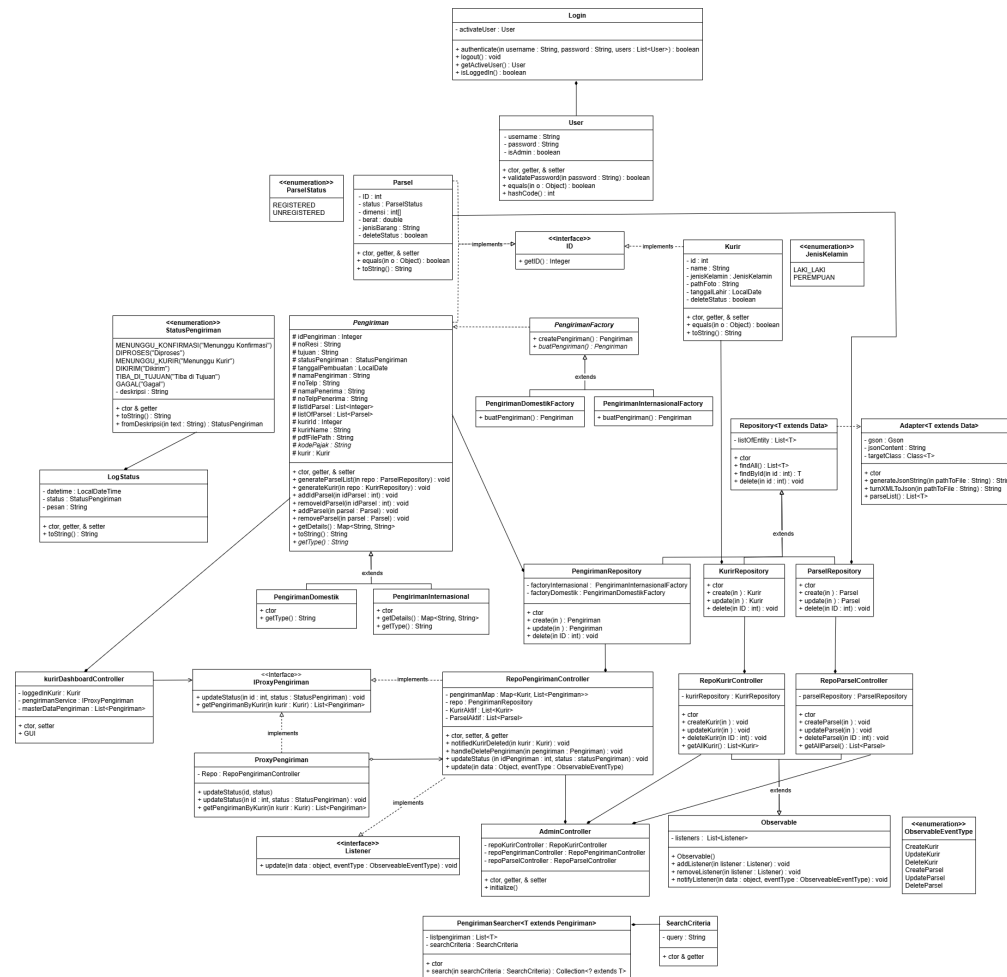 Login
- activateUser : User
+ authenticate(in username : String, password : String, users : List<User>) : boolean
+ logout() : void
+ getActiveUser() : User
+ isLoggedIn() : boolean
User
- username : String
- password : String
- isAdmin : boolean
+ ctor, getter, & setter
+ validatePassword(in password : String) : boolean
+ equals(in o : Object) : boolean
+ hashCode() : int
<<enumeration>>
ParselStatus
REGISTERED
UNREGISTERED
Parsel
- ID : int
- status : ParselStatus
- dimensi : int[]
- berat : double
- jenisBarang : String
- deleteStatus : boolean
+ ctor, getter, & setter
+ equals(in o : Object) : boolean
+ toString() : String
implements
<<interface>>
ID
+ getID() : Integer
implements
Kurir
- id : int
- name : String
- jenisKelamin : JenisKelamin
- pathFoto : String
- tanggalLahir : LocalDate
- deleteStatus : boolean
+ ctor, getter, & setter
+ equals(in o : Object) : boolean
+ toString() : String
<<enumeration>>
JenisKelamin
LAKI_LAKI
PEREMPUAN
<<enumeration>>
StatusPengiriman
MENUNGGU_KONFIRMASI("Menunggu Konfirmasi")
DIPROSES("Diproses")
MENUNGGU_KURIR("Menunggu Kurir")
DIKIRIM("Dikirim")
TIBA_DI_TUJUAN("Tiba di Tujuan")
GAGAL("Gagal")
- deskripsi : String
+ ctor & getter
+ toString() : String
+ fromDeskripsi(in text : String) : StatusPengiriman
Pengiriman
# idPengiriman : Integer
# noResi : String
# tujuan : String
# statusPengiriman : StatusPengiriman
# tanggalPembuatan : LocalDate
# namaPengiriman : String
# noTelp : String
# namaPenerima : String
# noTelpPenerima : String
# listIdParsel : List<Integer>
# listOfParsel : List<Parsel>
# kurirId : Integer
# kurirName : String
# pdfFilePath : String
# kodePajak : String
# kurir : Kurir
+ ctor, getter, & setter
+ generateParselList(in repo : ParselRepository) : void
+ generateKurir(in repo : KurirRepository) : void
+ addIdParsel(in idParsel : int) : void
+ removeIdParsel(in idParsel : int) : void
+ addParsel(in parsel : Parsel) : void
+ removeParsel(in parsel : Parsel) : void
+ getDetails() : Map<String, String>
+ toString() : String
+ getType() : String
PengirimanFactory
+ createPengiriman() : Pengiriman
+ buatPengiriman() : Pengiriman
extends
PengirimanDomestikFactory
+ buatPengiriman() : Pengiriman
PengirimanInternasionalFactory
+ buatPengiriman() : Pengiriman
Repository<T extends Data>
- listOfEntity : List<T>
+ ctor
+ findAll() : List<T>
+ findById(in id : int) : T
+ delete(in id : int) : void
Adapter<T extends Data>
- gson : Gson
- jsonContent : String
- targetClass : Class<T>
+ ctor
+ generateJsonString(in pathToFile : String) : Stri
+ turnXMLToJson(in pathToFile : String) : String
+ parseList() : List<T>
LogStatus
- datetime : LocalDateTime
- status : StatusPengiriman
- pesan : String
+ ctor, getter, & setter
+ toString() : String
extends
extends
PengirimanDomestik
+ ctor
+ getType() : String
PengirimanInternasional
+ ctor
+ getDetails() : Map<String, String>
+ getType() : String
PengirimanRepository
- factoryInternasional : PengirimanInternasionalFactory
- factoryDomestik : PengirimanDomestikFactory
+ ctor
+ create(in ) : Pengiriman
+ update(in ) : Pengiriman
+ delete(in ID : int) : void
KurirRepository
+ ctor
+ create(in ) : Kurir
+ update(in ) : Kurir
+ delete(in ID : int) : void
ParselRepository
+ ctor
+ create(in ) : Parsel
+ update(in ) : Parsel
+ delete(in ID : int) : void
kurirDashboardController
- loggedInKurir : Kurir
- pengirimanService : IProxyPengiriman
- masterDataPengiriman : List<Pengiriman>
+ ctor, setter
+ GUI
<<Interface>>
IProxyPengiriman
+ updateStatus(in id : int, status : StatusPengiriman) : void
+ getPengirimanByKurir(in kurir : Kurir) : List<Pengiriman>
implements
RepoPengirimanController
- pengirimanMap : Map<Kurir, List<Pengiriman>>
- repo : PengirimanRepository
- KurirAktif : List<Kurir>
- ParselAktif : List<Parsel>
+ ctor, setter, & getter
+ notifiedKurirDeleted(in kurir : Kurir) : void
+ handleDeletePengiriman(in pengiriman : Pengiriman) : void
+ updateStatus (in idPengiriman : int, status : statusPengiriman) : void
+ update(in data : Object, eventType : ObservableEventType)
RepoKurirController
- kurirRepository : KurirRepository
+ ctor
+ createKurir(in ) : void
+ updateKurir(in ) : void
+ deleteKurir(in ID : int) : void
+ getAllKurir() : List<Kurir>
RepoParselController
- parselRepository : ParselRepository
+ ctor
+ createParsel(in ) : void
+ updateParsel(in ) : void
+ deleteParsel(in ID : int) : void
+ getAllParsel() : List<Parsel>
implements
ProxyPengiriman
- Repo : RepoPengirimanController
+ updateStatus(id, status)
+ updateStatus(in id : int, status : StatusPengiriman) : void
+ getPengirimanByKurir(in kurir : Kurir) : List<Pengiriman>
implements
extends
<<interface>>
Listener
+ update(in data : object, eventType : ObserveableEventType) : void
AdminController
- repoKurirController : RepoKurirController
- repoPengirimanController : RepoPengirimanController
- repoParselController : RepoParselController
+ ctor, getter, & setter
+ initialize()
Observable
- listeners : List<Listener>
+ Observable()
+ addListener(in listener : Listener) : void
+ removeListener(in listener : Listener) : void
+ notifyListener(in data : object, eventType : ObserveableEventType) : void
<<enumeration>>
ObservableEventType
CreateKurir
UpdateKurir
DeleteKurir
CreateParsel
UpdateParsel
DeleteParsel
PengirimanSearcher<T extends Pengiriman>
- listpengiriman : List<T>
- searchCriteria : SearchCriteria
+ ctor
+ search(in searchCriteria : SearchCriteria) : Collection<? extends T>
SearchCriteria
- query : String
+ ctor & getter